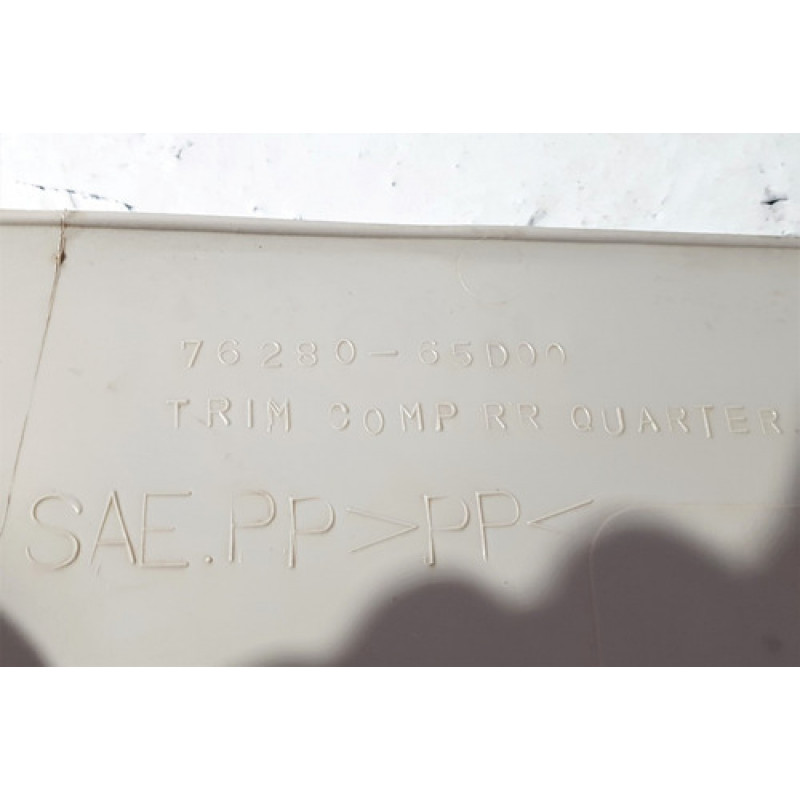 76280-65D00
TRIM COMP RR QUARTER
SAE.PP>PP<